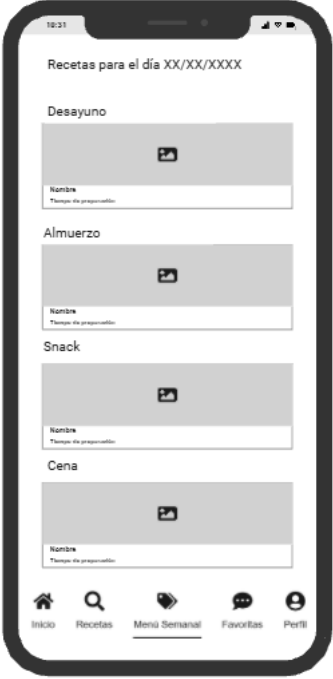 10:31
Recetas para el día XX/XX/XXXX
Desayuno
Nombre
Tiempo de preparación
Almuerzo
Nombre
Tiempo de preparación
Snack
Nombre
Tiempo de preparación
Cena
Nombre
Tiempo de preparación
Inicio Recetas Menú Semanal Favoritas Perfil